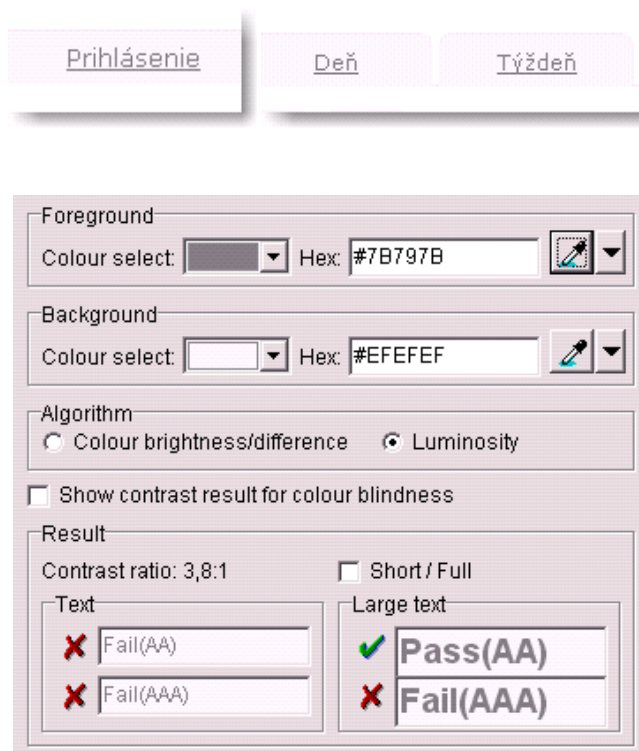 Prihlásenie Deň Týždeň
Foreground
Colour select: Hex: #7B797B
Background
Colour select: Hex: #EFEFEF
Algorithm
Colour brightness/difference Luminosity
Show contrast result for colour blindness
Result
Contrast ratio: 3,8:1 Short / Full
Text Large text
Fail(AA) Pass(AA)
Fail(AAA) Fail(AAA)